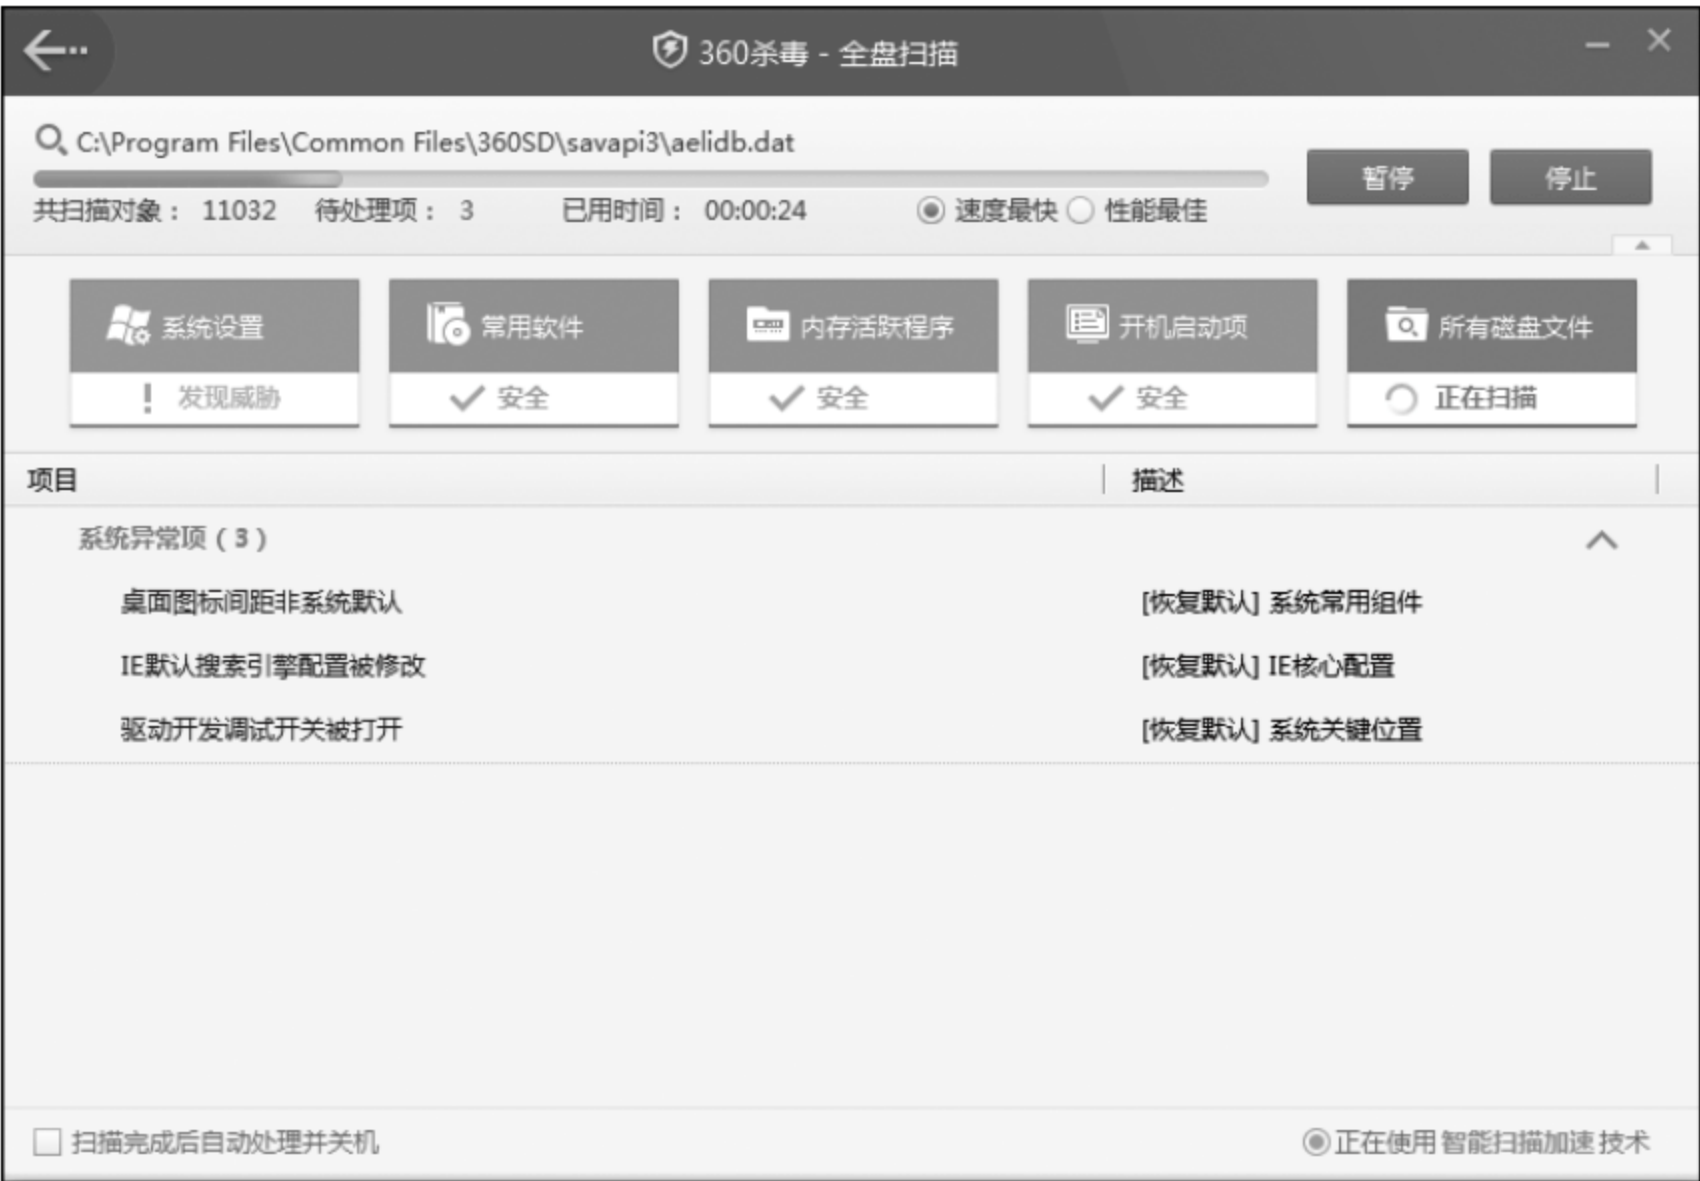 360杀毒 - 全盘扫描
C:\Program Files\Common Files\360SD\savapi3\aelidb.dat
暂停 停止
共扫描对象： 11032 待处理项： 3 已用时间： 00:00:24 速度最快 性能最佳
系统设置 常用软件 内存活跃程序 开机启动项 所有磁盘文件
发现威胁 安全 安全 安全 正在扫描
项目 描述
系统异常项（3）
桌面图标间距非系统默认 [恢复默认] 系统常用组件
IE默认搜索引擎配置被修改 [恢复默认] IE核心配置
驱动开发调试开关被打开 [恢复默认] 系统关键位置
扫描完成后自动处理并关机 正在使用 智能扫描加速 技术